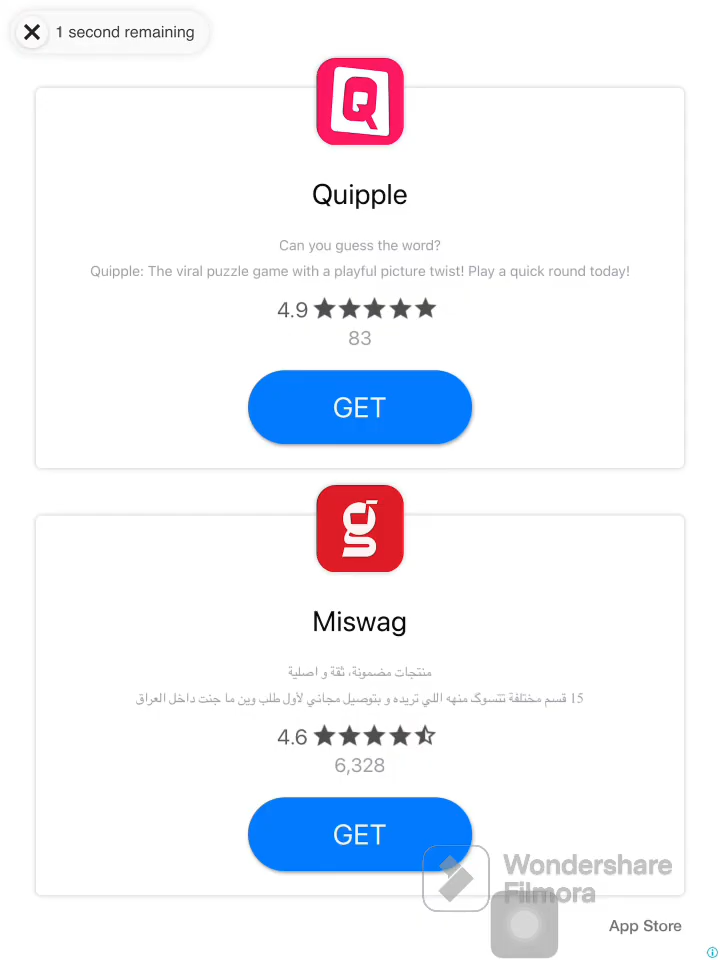 1 second remaining
Q
Quipple
Can you guess the word?
Quipple: The viral puzzle game with a playful picture twist! Play a quick round today!
4.9
83
GET
Miswag
منتجات مضمونة، ثقة و اصلية
15 قسم مختلفة تتسوگ منهه اللي تريده و بتوصيل مجاني لأول طلب وين ما جنت داخل العراق
4.6
6,328
GET
Wondershare
Filmora
App Store